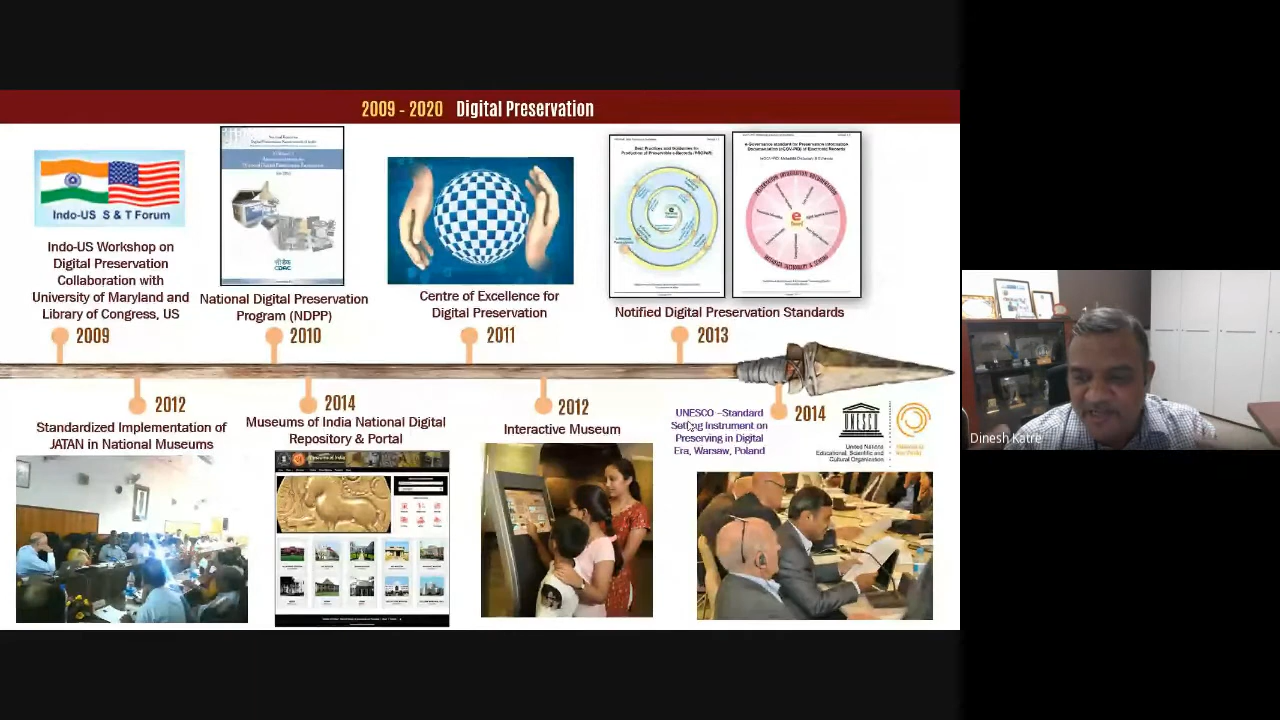 2009 - 2020 Digital Preservation
Indo-US S & T Forum
Indo-US Workshop on
Digital Preservation
Collaboration with
University of Maryland and
Library of Congress, US
2009
National Digital Preservation
Program (NDPP)
2010
CDAC
Centre of Excellence for
Digital Preservation
2011
Notified Digital Preservation Standards
2013
2012
Standardized Implementation of
JATAN in National Museums
2014
Museums of India National Digital
Repository & Portal
2012
Interactive Museum
UNESCO –Standard
Setting Instrument on
Preserving in Digital
Era, Warsaw, Poland
2014
UNESCO
United Nations
Educational, Scientific and
Cultural Organization
Dinesh Katre